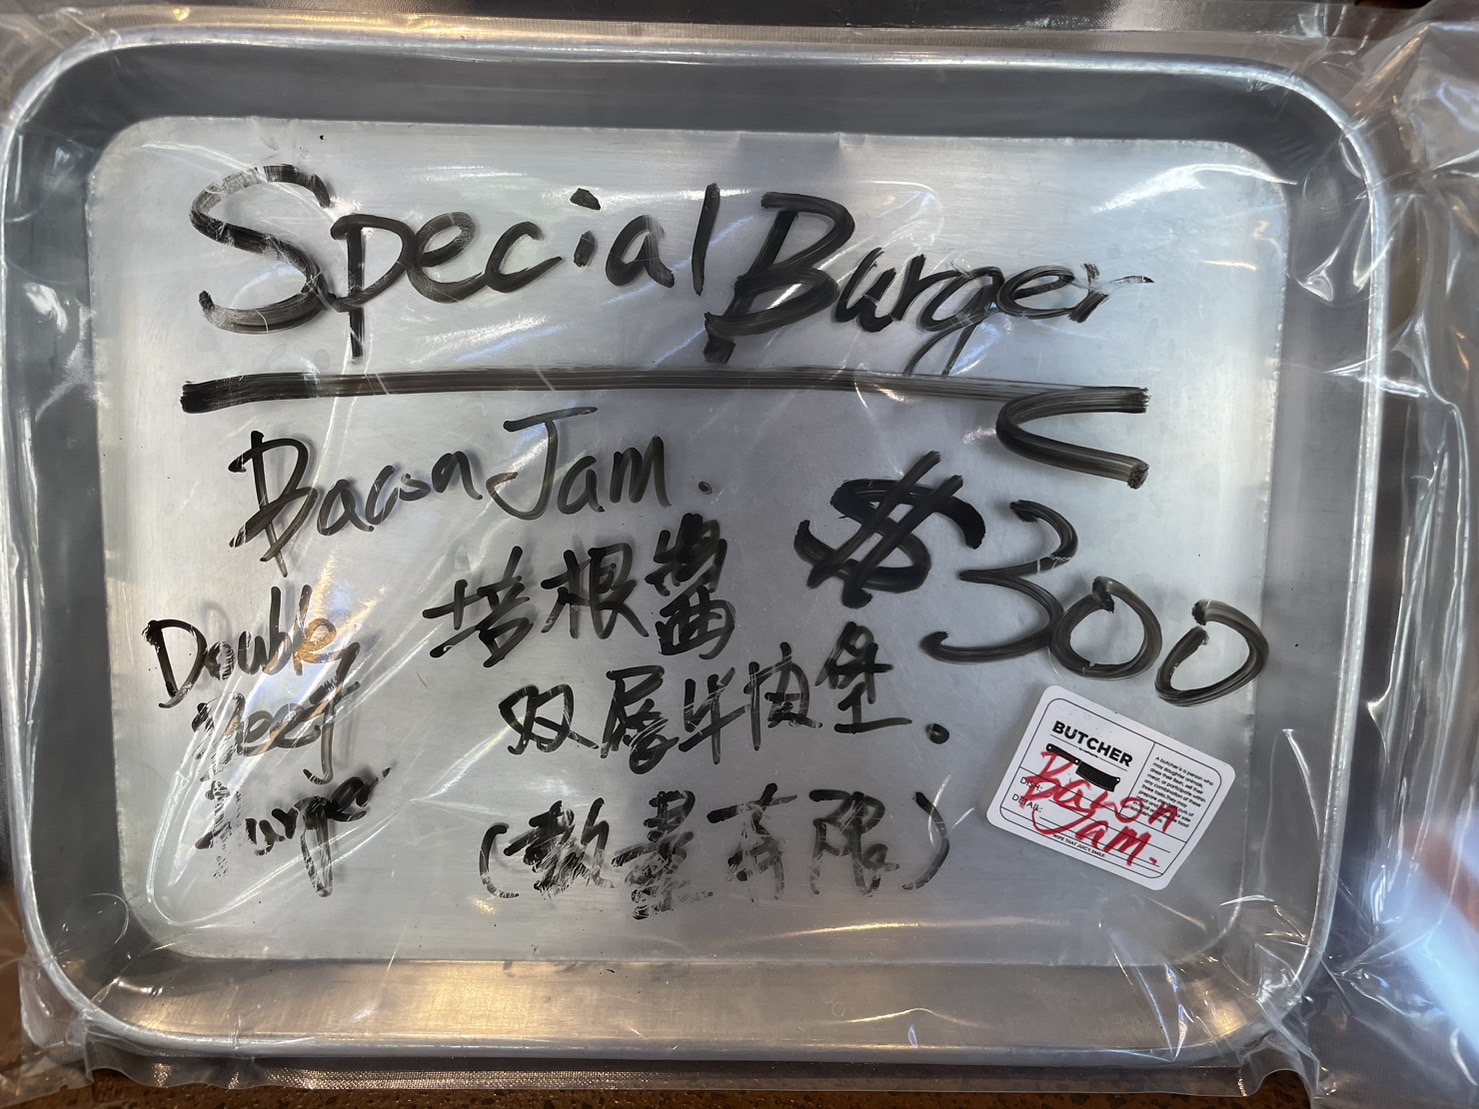 Special Burger
Bacon Jam.
$300
培根醬
Double
Beef
Burger
双層牛肉堡.
(數量有限)
BUTCHER
Bacon
DETAIL:
Jam.